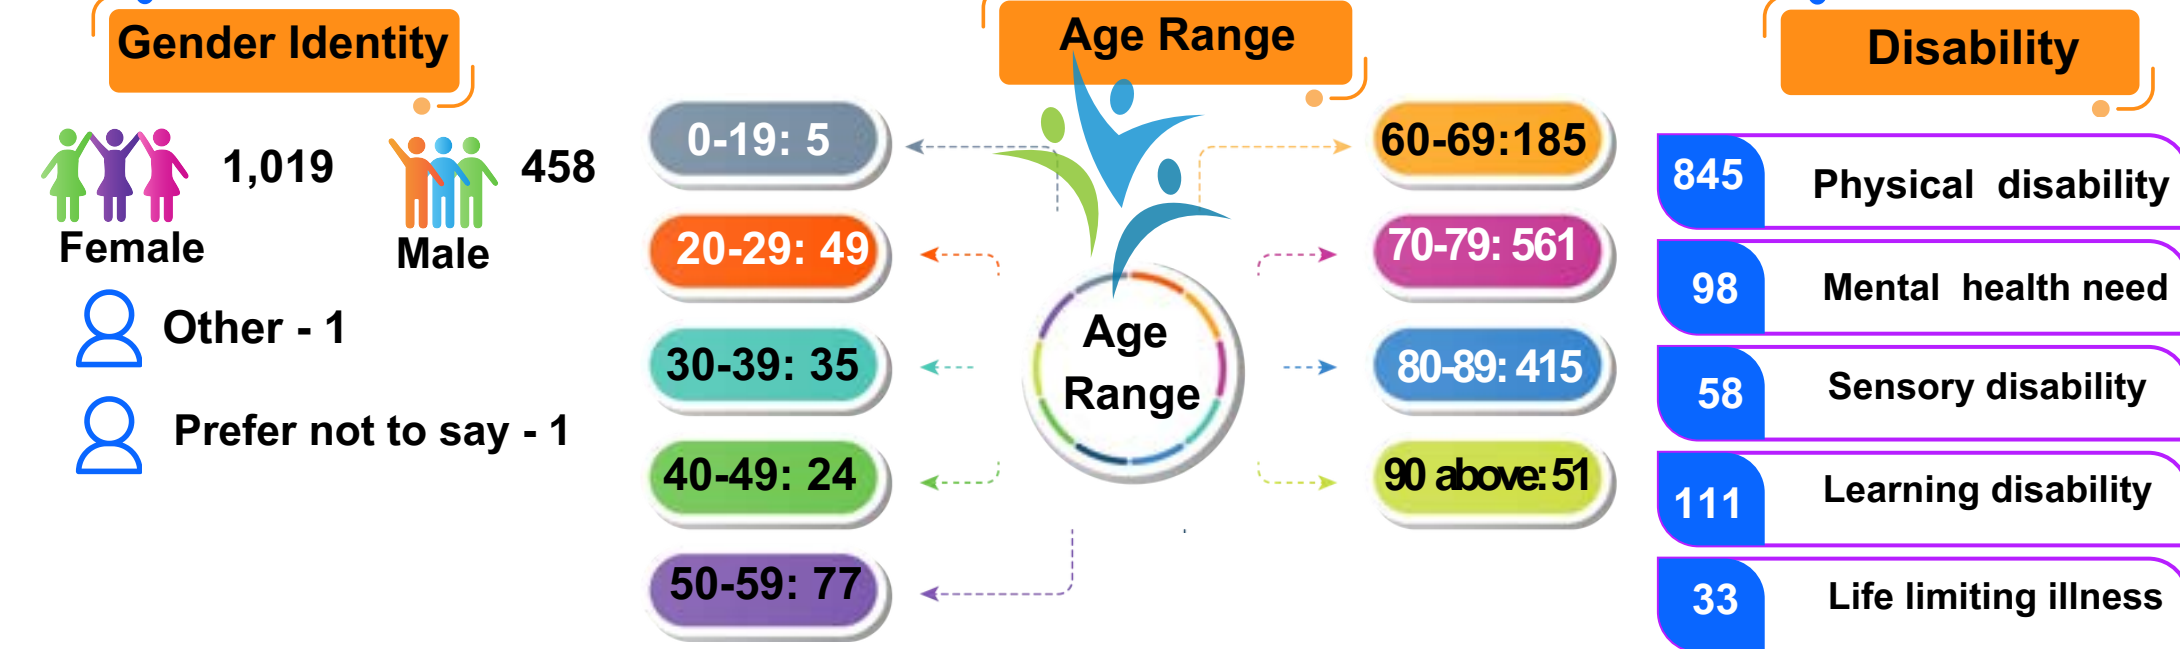 Gender Identity
1,019
Female
458
Male
Other - 1
Prefer not to say - 1
Age Range
0-19: 5
20-29: 49
30-39: 35
40-49: 24
50-59: 77
Age
Range
60-69:185
70-79: 561
80-89: 415
90 above: 51
Disability
845 Physical disability
98 Mental health need
58 Sensory disability
111 Learning disability
33 Life limiting illness